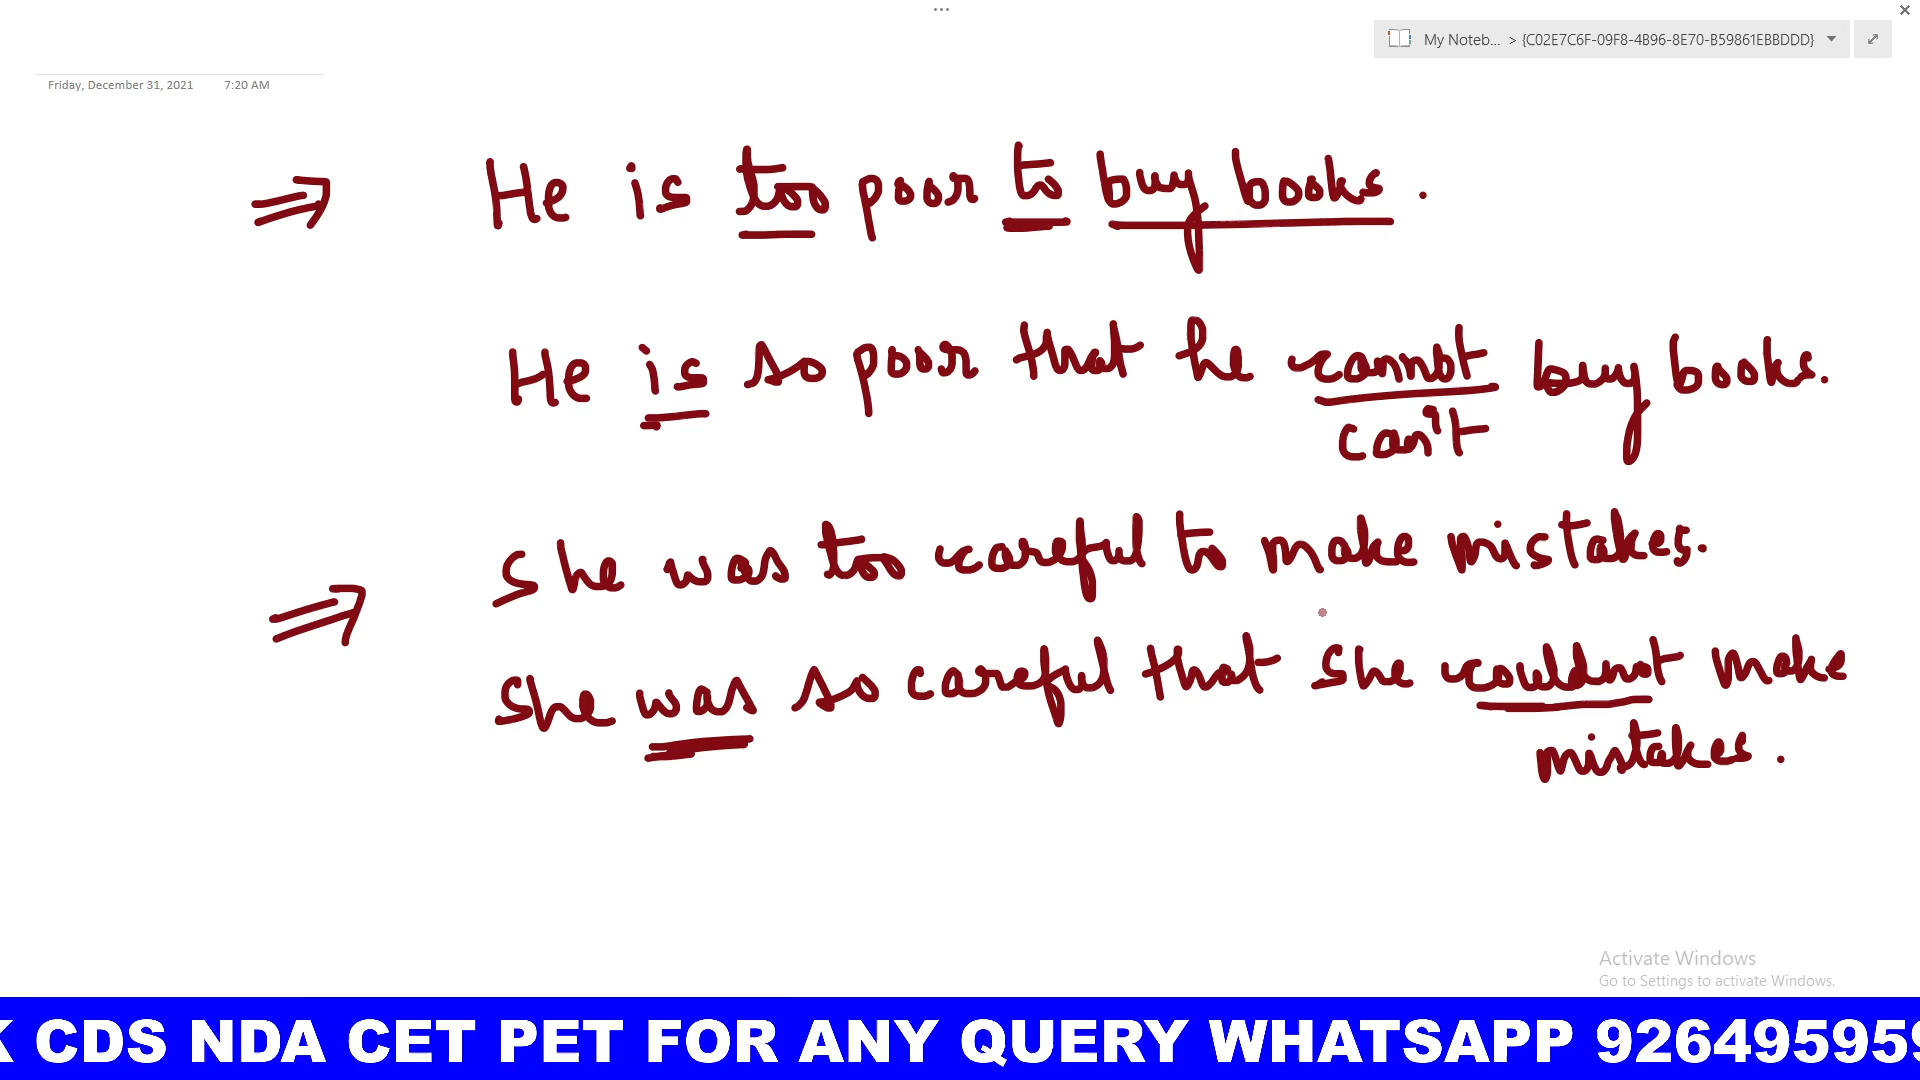 ...
My Noteb... > {C02E7C6F-09F8-4B96-8E70-B59861EBBDDD}
Friday, December 31, 2021 7:20 AM
⇒ He is too poor to buy books.
He is so poor that he cannot buy books.
can't
She was too careful to make mistakes.
⇒ She was so careful that she couldnot make
mistakes.
Activate Windows
Go to Settings to activate Windows.
K CDS NDA CET PET FOR ANY QUERY WHATSAPP 926495959